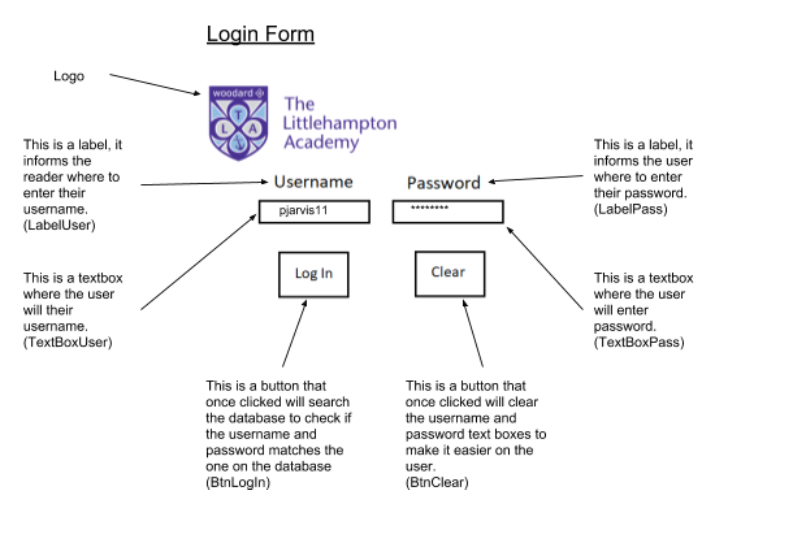 Login Form
Logo
woodard
T
L A
The
Littlehampton
Academy
This is a label, it
informs the
reader where to
enter their
username.
(LabelUser)
Username
Password
This is a label, it
informs the user
where to enter
their password.
(LabelPass)
pjarvis11
********
This is a textbox
where the user
will their
username.
(TextBoxUser)
Log In
Clear
This is a textbox
where the user
will enter
password.
(TextBoxPass)
This is a button that
once clicked will search
the database to check if
the username and
password matches the
one on the database
(BtnLogIn)
This is a button that
once clicked will clear
the username and
password text boxes to
make it easier on the
user.
(BtnClear)